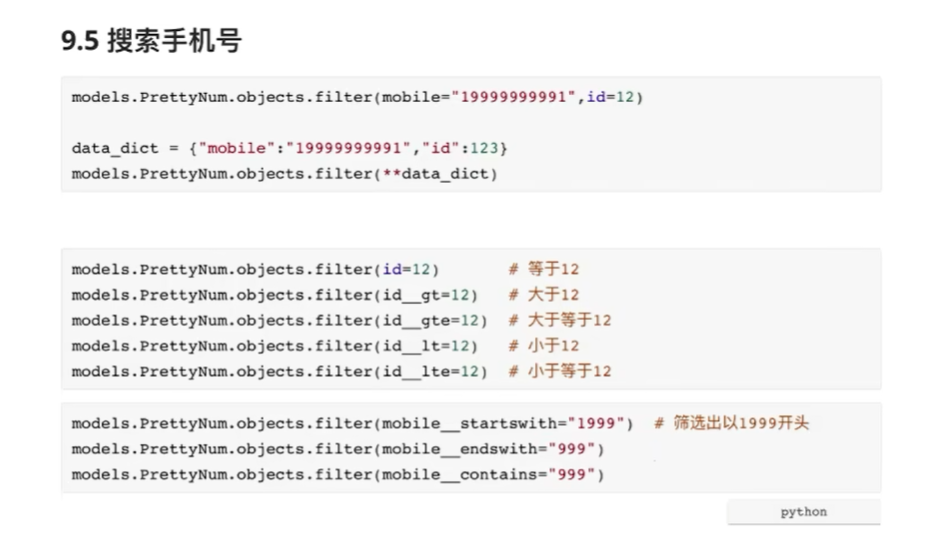 9.5 搜索手机号
models.PrettyNum.objects.filter(mobile="19999999991",id=12)
data_dict = {"mobile":"19999999991","id":123}
models.PrettyNum.objects.filter(**data_dict)
models.PrettyNum.objects.filter(id=12)       # 等于12
models.PrettyNum.objects.filter(id__gt=12)   # 大于12
models.PrettyNum.objects.filter(id__gte=12)  # 大于等于12
models.PrettyNum.objects.filter(id__lt=12)   # 小于12
models.PrettyNum.objects.filter(id__lte=12)  # 小于等于12
models.PrettyNum.objects.filter(mobile__startswith="1999")  # 筛选出以1999开头
models.PrettyNum.objects.filter(mobile__endswith="999")
models.PrettyNum.objects.filter(mobile__contains="999")
python